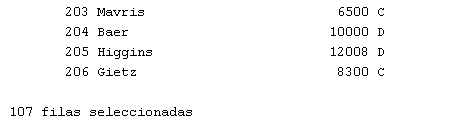 203 Mavris 6500 C
204 Baer 10000 D
205 Higgins 12008 D
206 Gietz 8300 C
107 filas seleccionadas